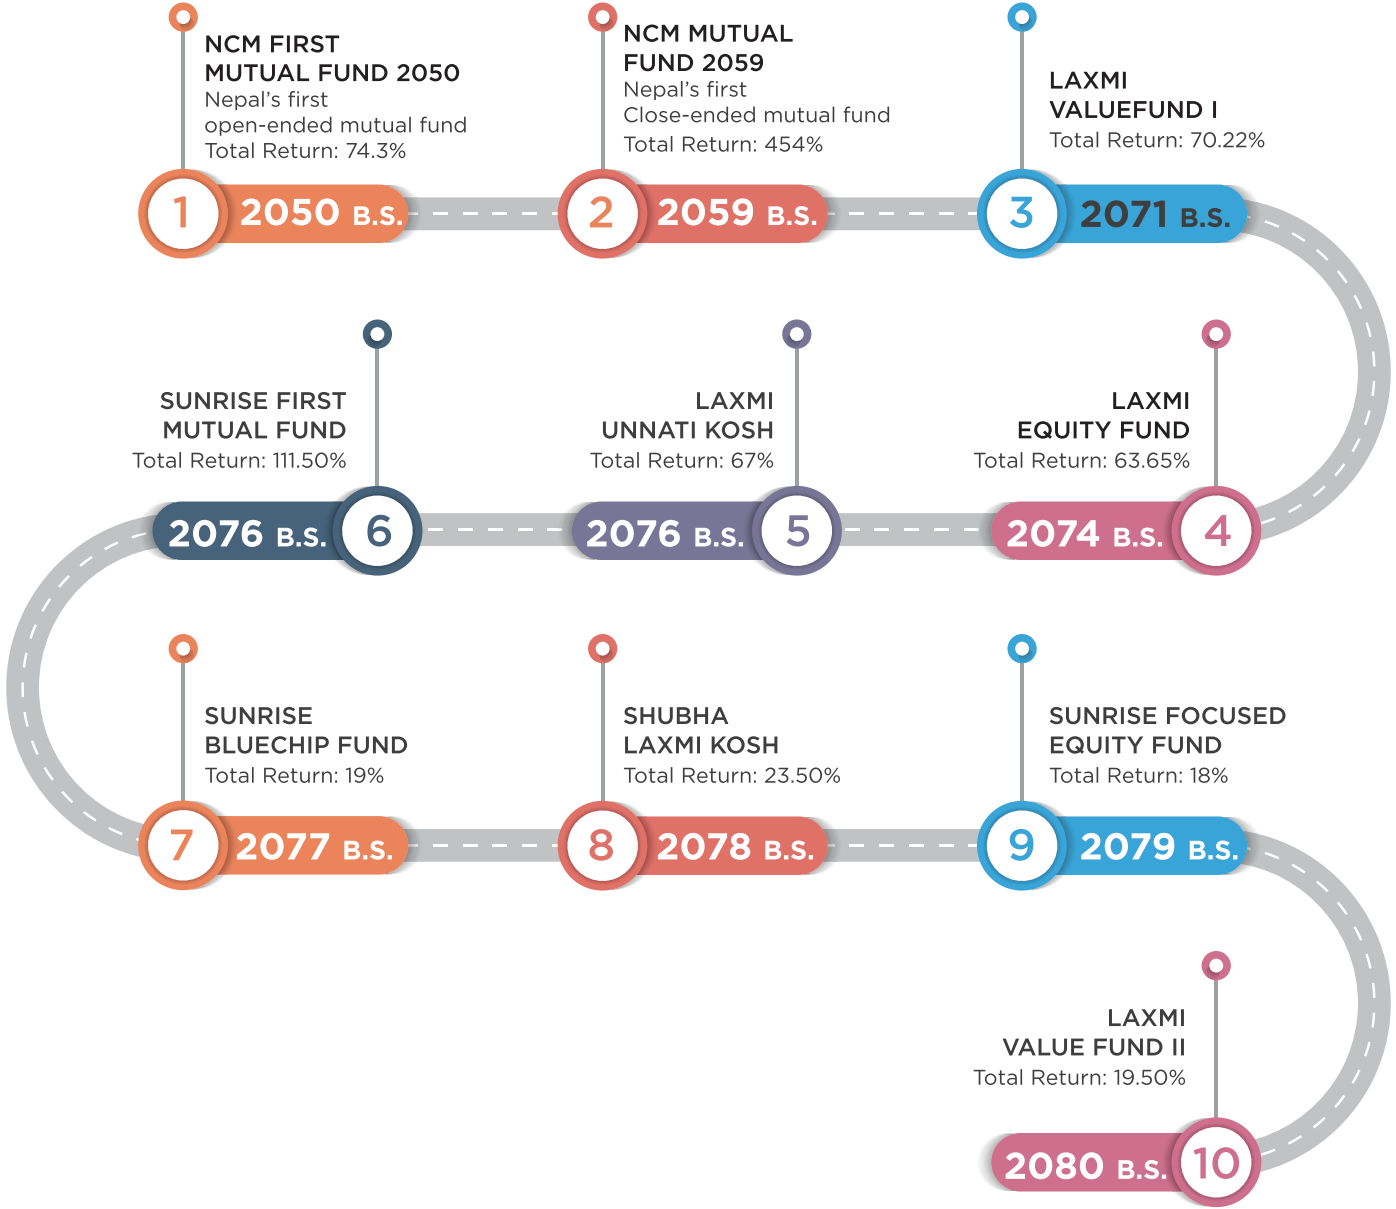 NCM FIRST
MUTUAL FUND 2050
Nepal's first
open-ended mutual fund
Total Return: 74.3%
1
2050 B.S.
NCM MUTUAL
FUND 2059
Nepal's first
Close-ended mutual fund
Total Return: 454%
2
2059 B.S.
LAXMI
VALUEFUND I
Total Return: 70.22%
3
2071 B.S.
LAXMI
EQUITY FUND
Total Return: 63.65%
2074 B.S.
4
LAXMI
UNNATI KOSH
Total Return: 67%
2076 B.S.
5
SUNRISE FIRST
MUTUAL FUND
Total Return: 111.50%
2076 B.S.
6
SUNRISE
BLUECHIP FUND
Total Return: 19%
7
2077 B.S.
SHUBHA
LAXMI KOSH
Total Return: 23.50%
8
2078 B.S.
SUNRISE FOCUSED
EQUITY FUND
Total Return: 18%
9
2079 B.S.
LAXMI
VALUE FUND II
Total Return: 19.50%
2080 B.S.
10